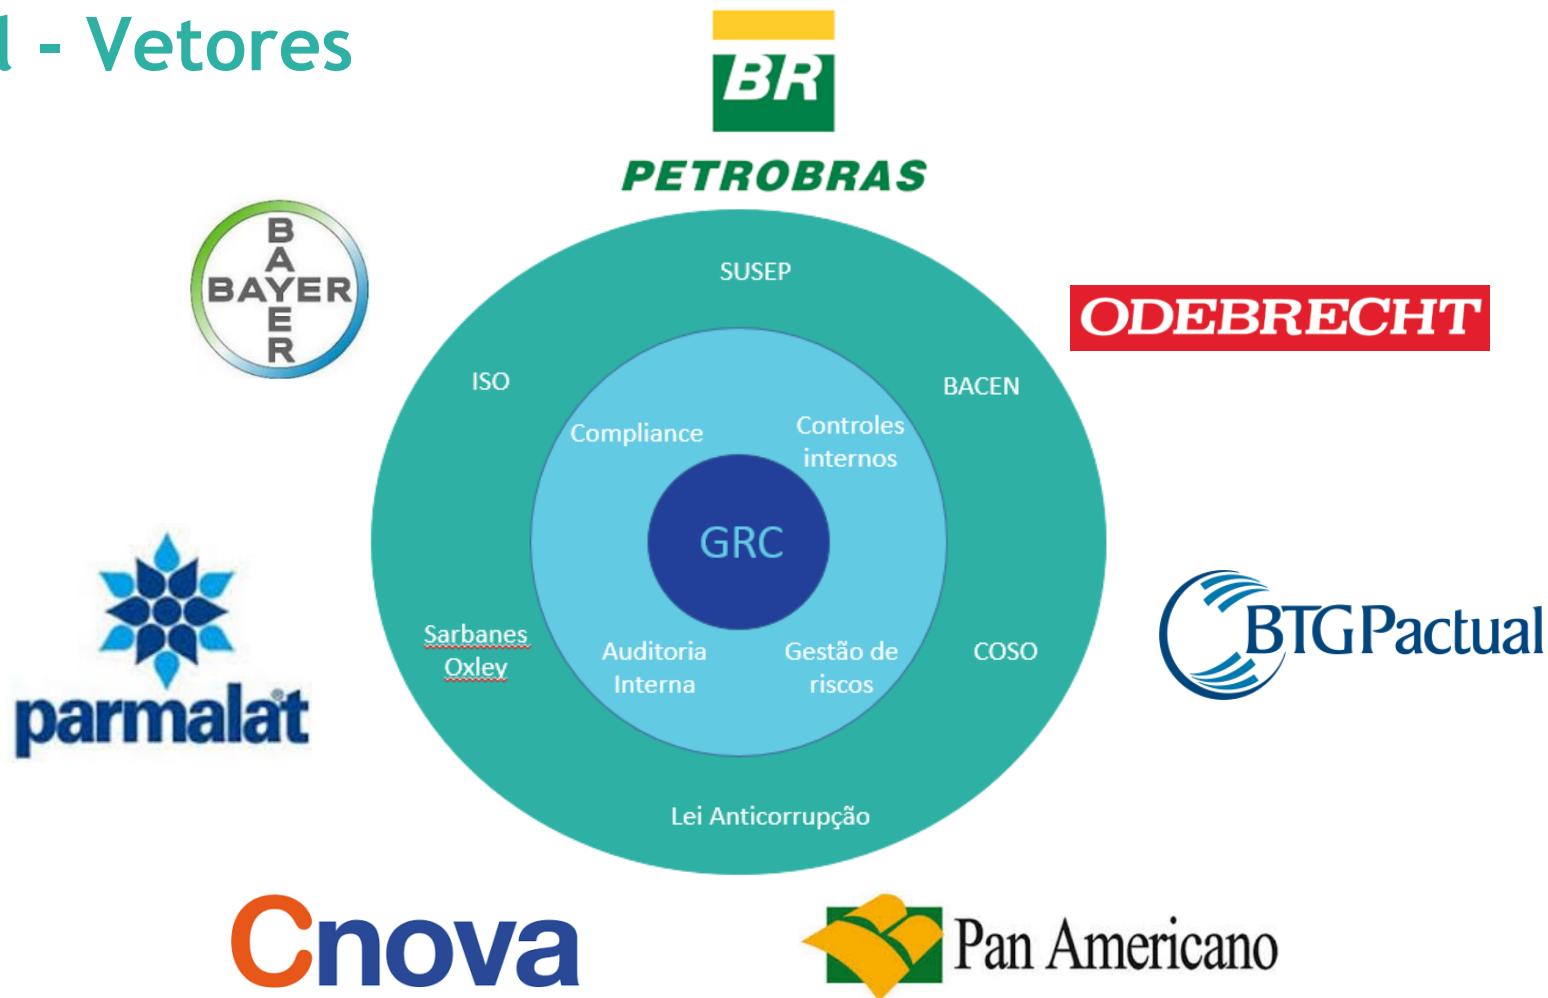 l - Vetores
BR
PETROBRAS
BAYER
BAYER
ODEBRECHT
SUSEP
ISO
BACEN
Compliance
Controles
internos
GRC
parmalat
BTGPactual
Sarbanes
Oxley
Auditoria
Interna
Gestão de
riscos
COSO
Lei Anticorrupção
Cnova
Pan Americano